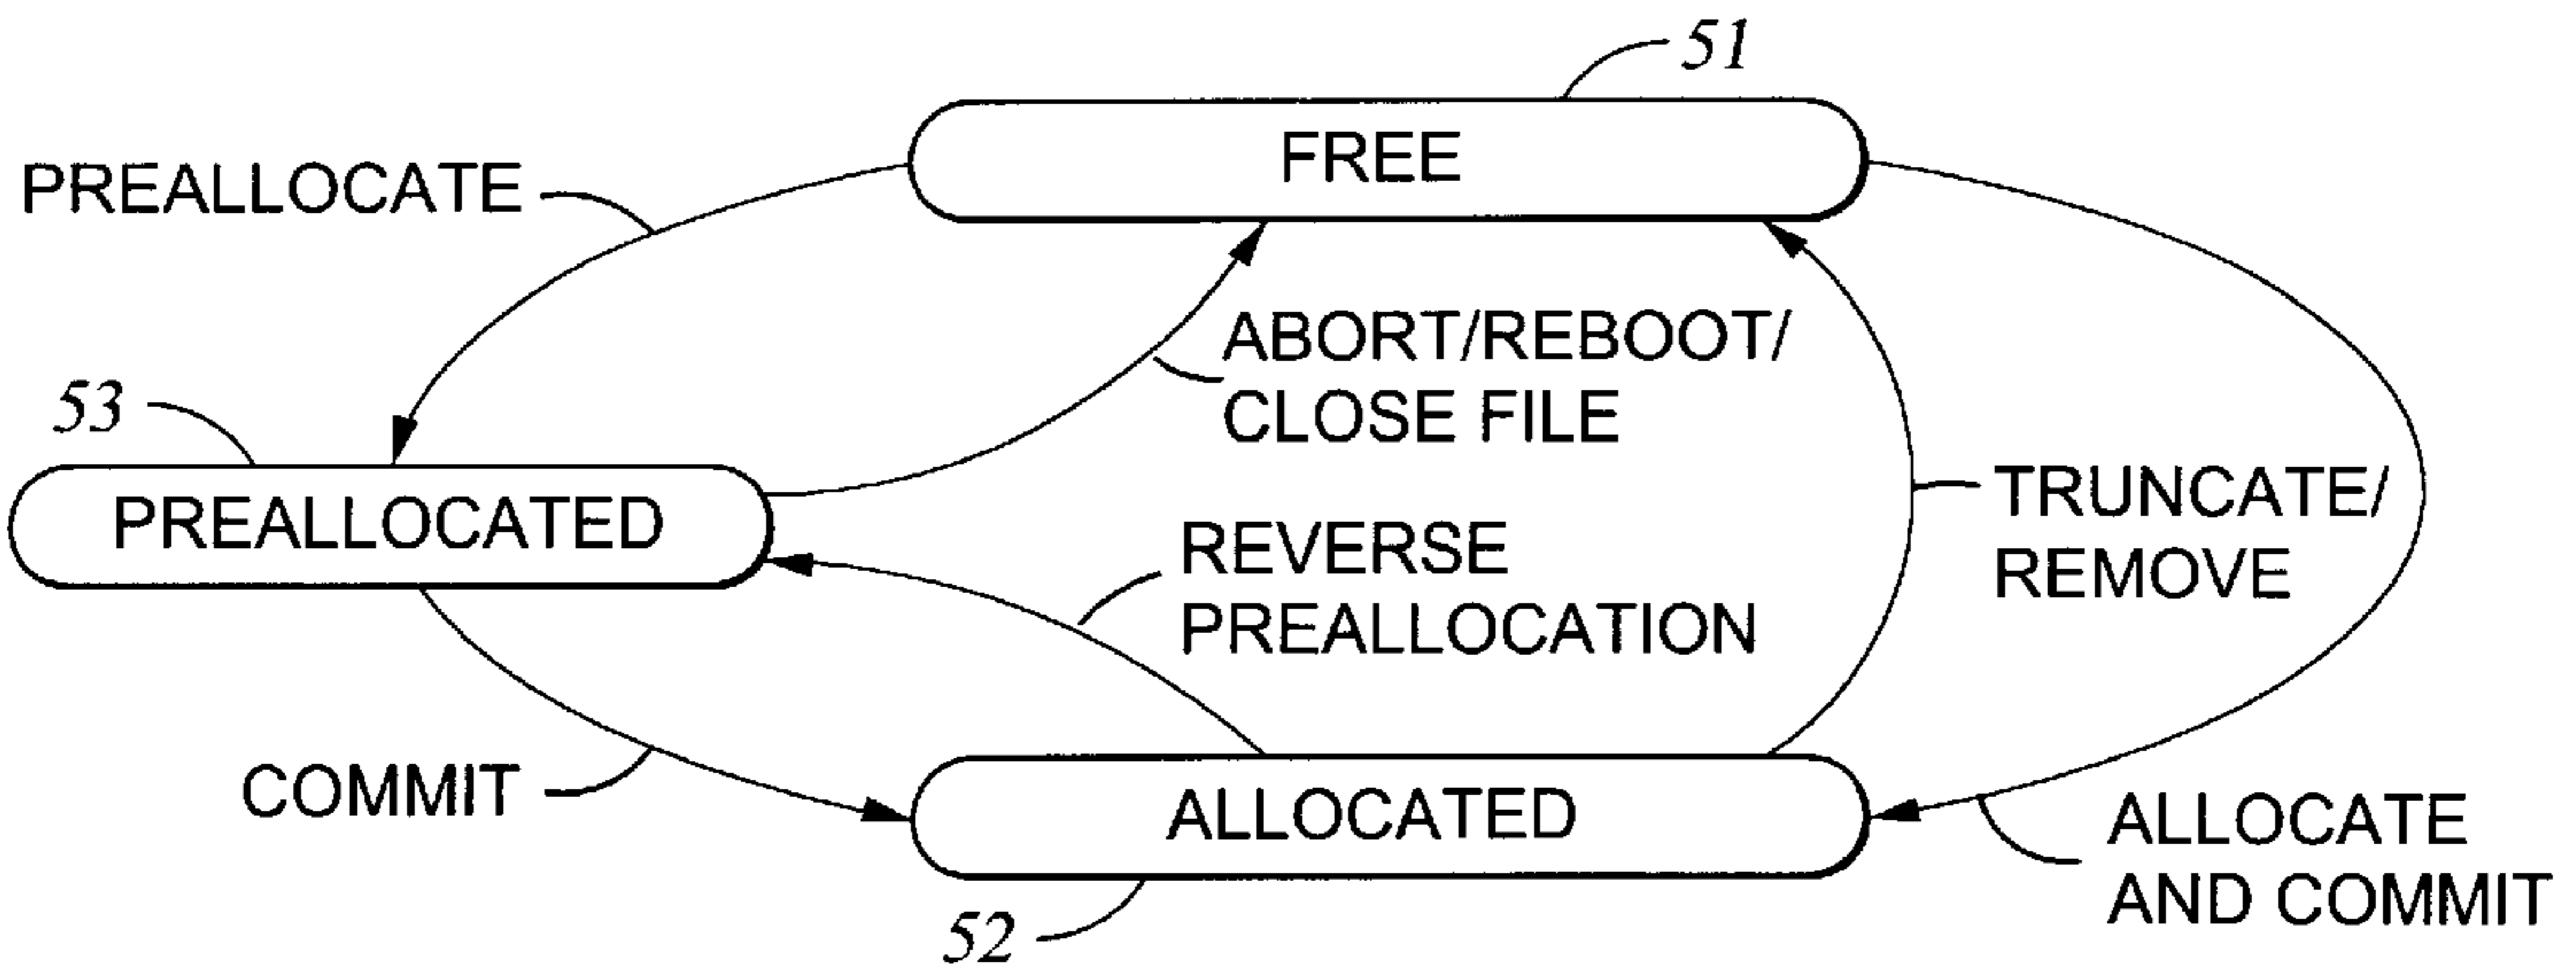 51
FREE
PREALLOCATE
ABORT/REBOOT/
CLOSE FILE
53
PREALLOCATED
TRUNCATE/
REMOVE
REVERSE
PREALLOCATION
COMMIT
ALLOCATED
ALLOCATE
AND COMMIT
52